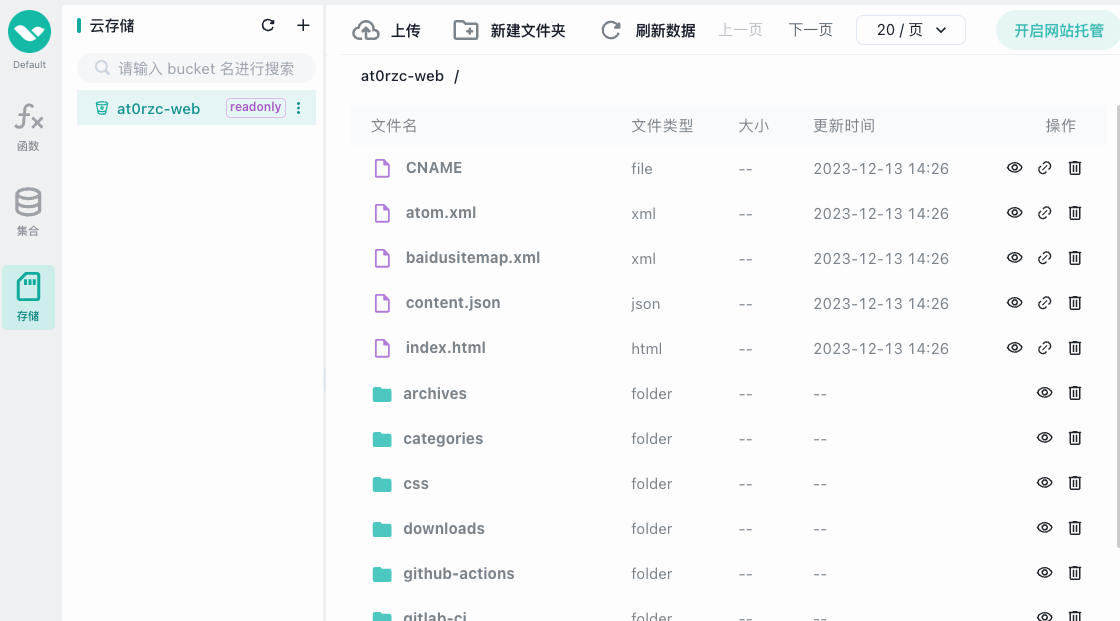 Default
函数
集合
存储
云存储
请输入 bucket 名进行搜索
at0rzc-web readonly
上传 新建文件夹 刷新数据 上一页 下一页 20 / 页 开启网站托管
at0rzc-web /
文件名 文件类型 大小 更新时间 操作
CNAME file -- 2023-12-13 14:26
atom.xml xml -- 2023-12-13 14:26
baidusitemap.xml xml -- 2023-12-13 14:26
content.json json -- 2023-12-13 14:26
index.html html -- 2023-12-13 14:26
archives folder -- --
categories folder -- --
css folder -- --
downloads folder -- --
github-actions folder -- --
gitlab-ci folder -- --